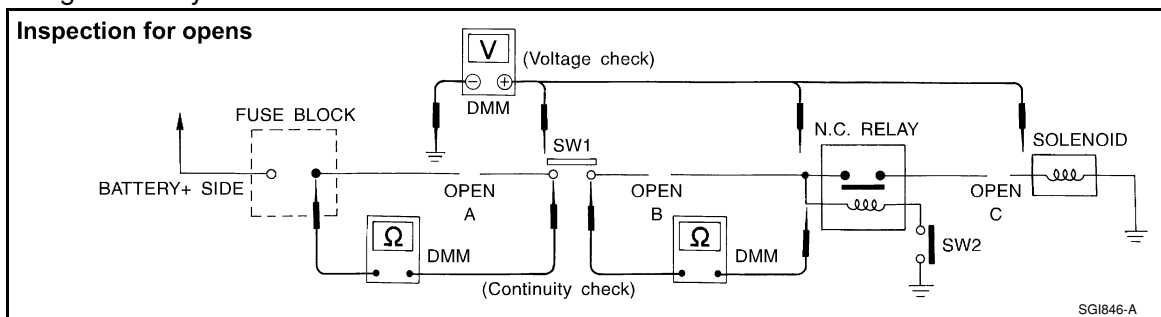 Inspection for opens
V
(Voltage check)
DMM
FUSE BLOCK
N.C. RELAY
SW1
SOLENOID
BATTERY+ SIDE
OPEN
A
OPEN
B
OPEN
C
Ω
DMM
Ω
DMM
SW2
(Continuity check)
SGI846-A